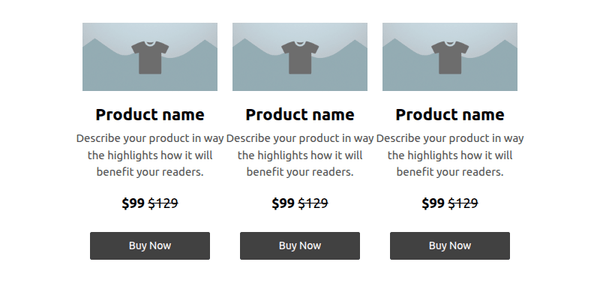 Product name Product name Product name
Describe your product in way Describe your product in way Describe your product in way
the highlights how it will the highlights how it will the highlights how it will
benefit your readers. benefit your readers. benefit your readers.
$99 $129 $99 $129 $99 $129
Buy Now Buy Now Buy Now